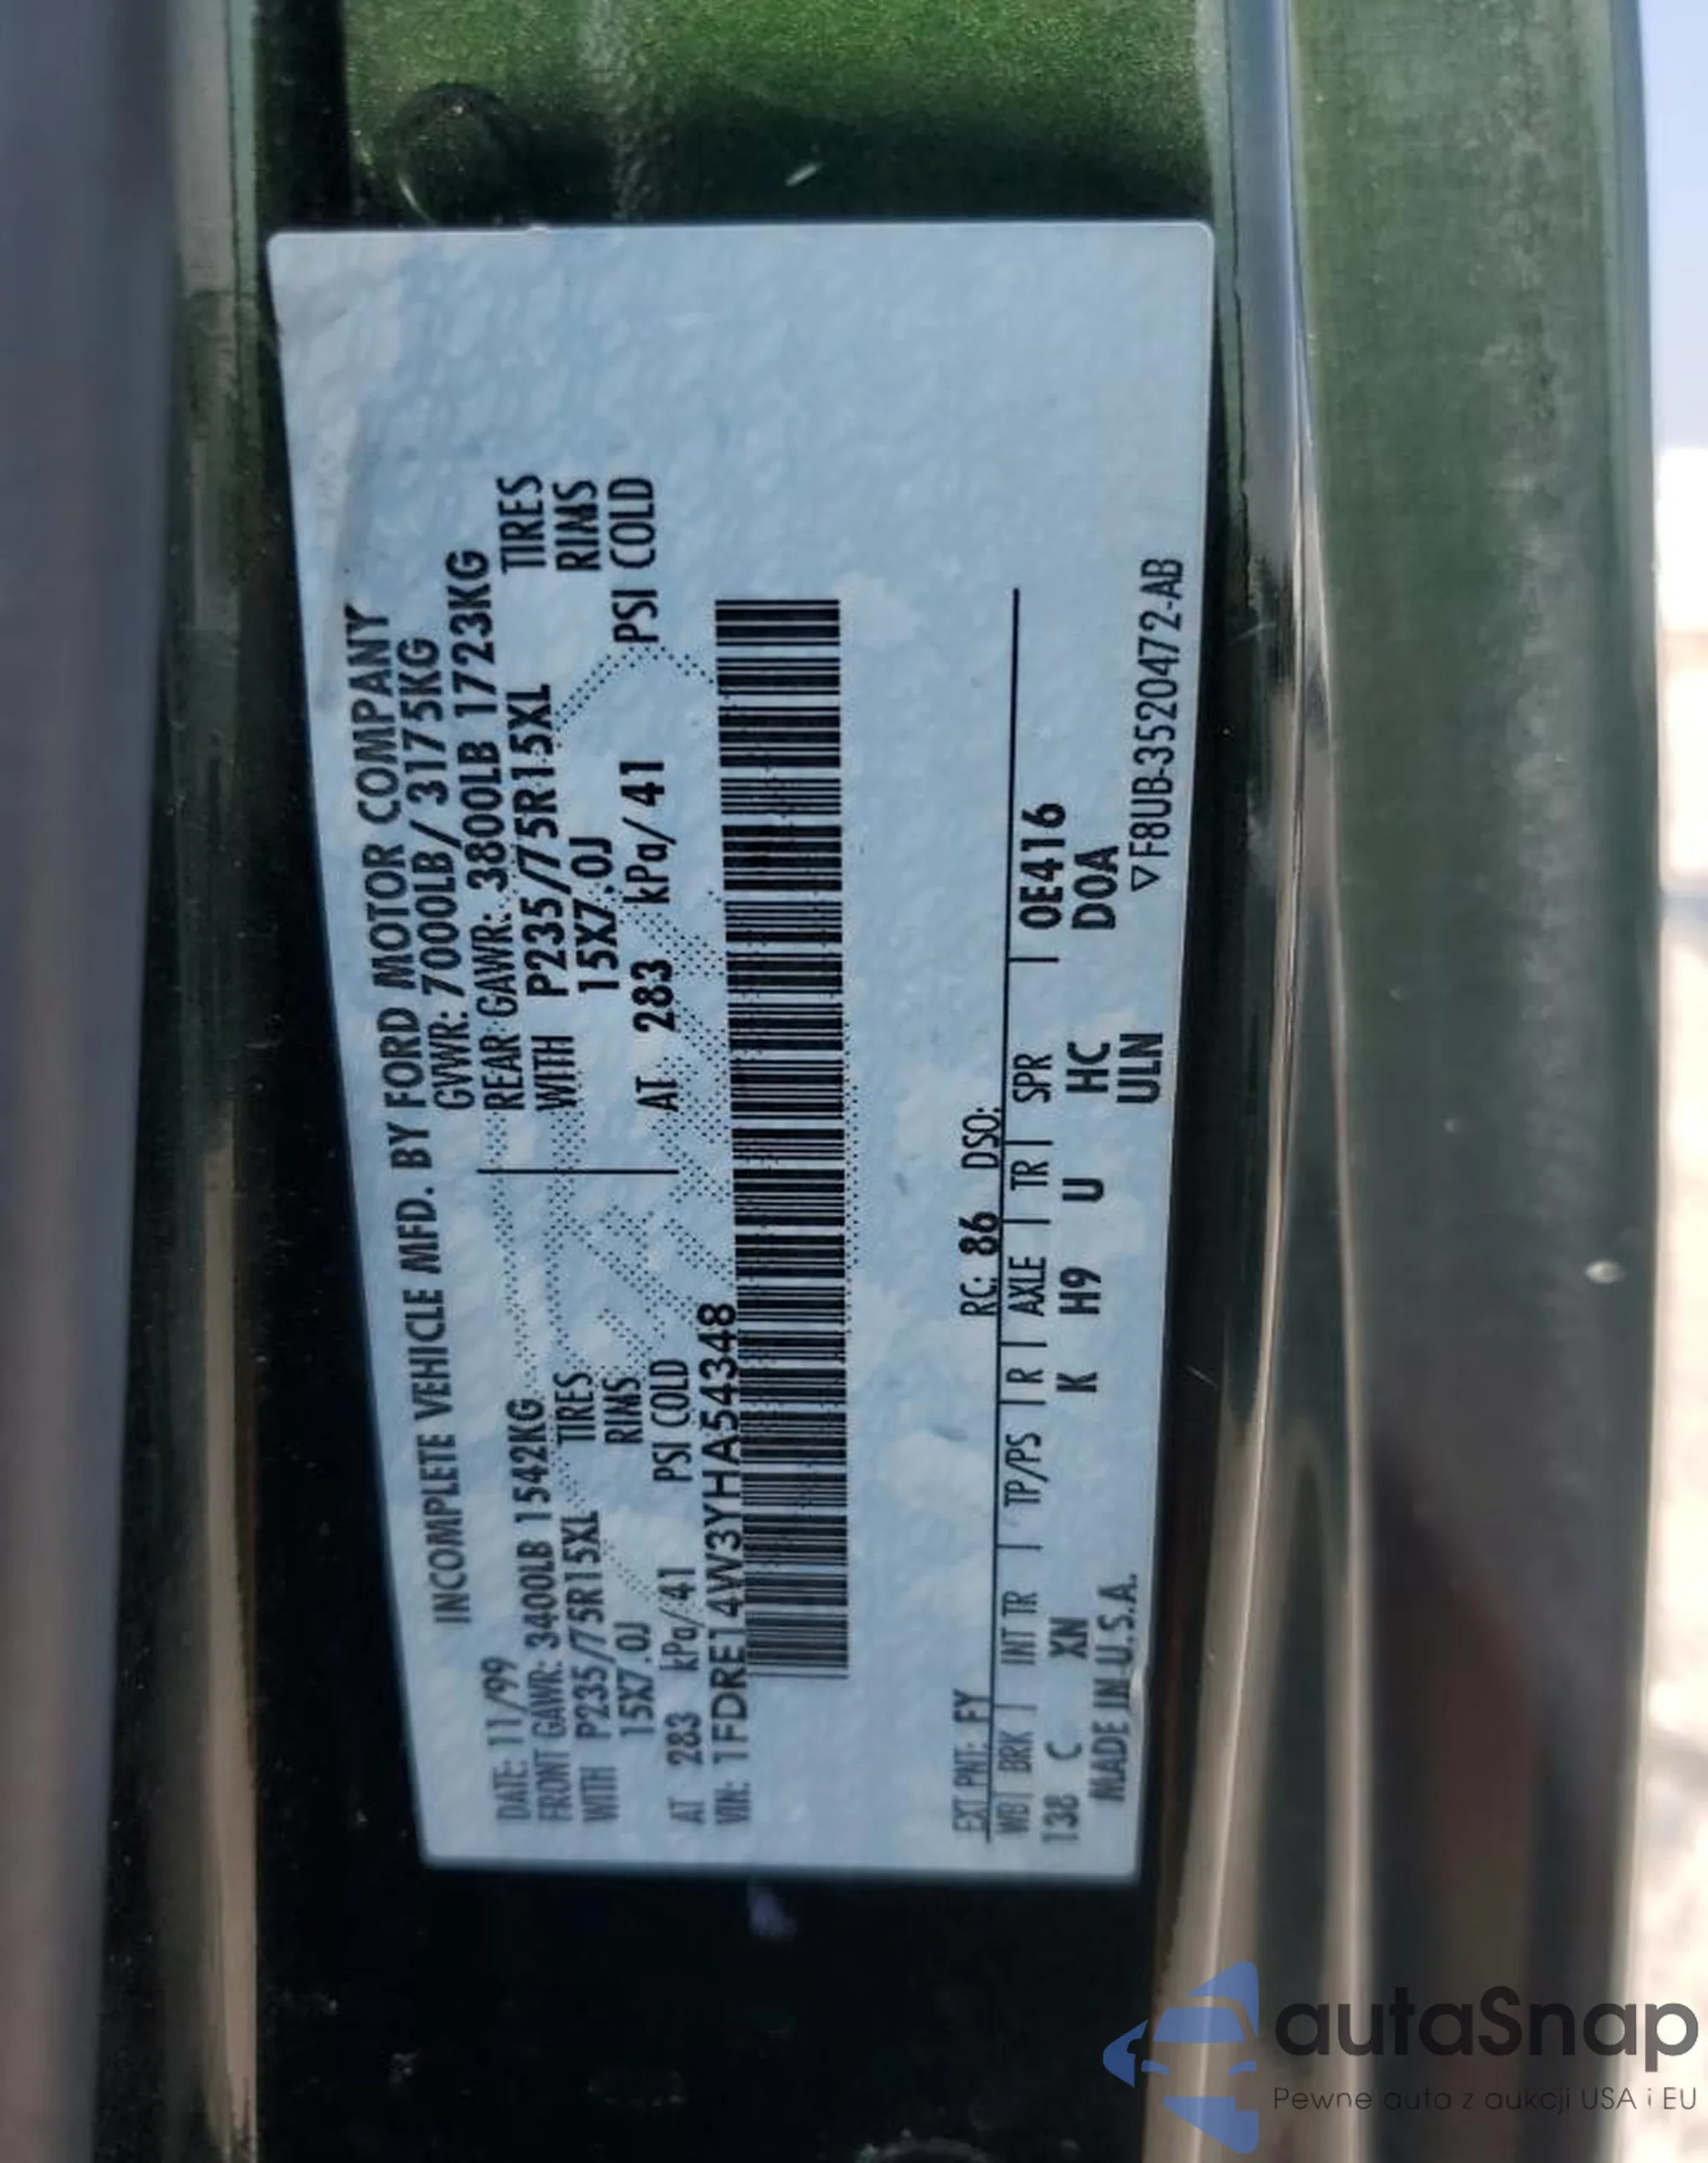 INCOMPLETE VEHICLE MFD. BY FORD MOTOR COMPANY
DATE: 11/99 GVWR: 7000LB/ 3175KG
FRONT GAWR: 3400LB 1542KG REAR GAWR: 3800LB 1723KG
WITH P235/75R15XL TIRES WITH P235/75R15XL TIRES
15X7.0J RIMS 15X7.0J RIMS
AT 283 kPa/ 41 PSI COLD AT 283 kPa/ 41 PSI COLD
VIN: 1FDRE14W3YHA54348
EXT PNT: FY RC: 86 DSO:
WB | BRK | INT TR | TP/PS | R | AXLE | TR | SPR | 0E416
138 C XN K H9 U HC D0A
MADE IN U.S.A. ULN ▽F8UB-3520472-AB
autaSnap
Pewne auta z aukcji USA i EU